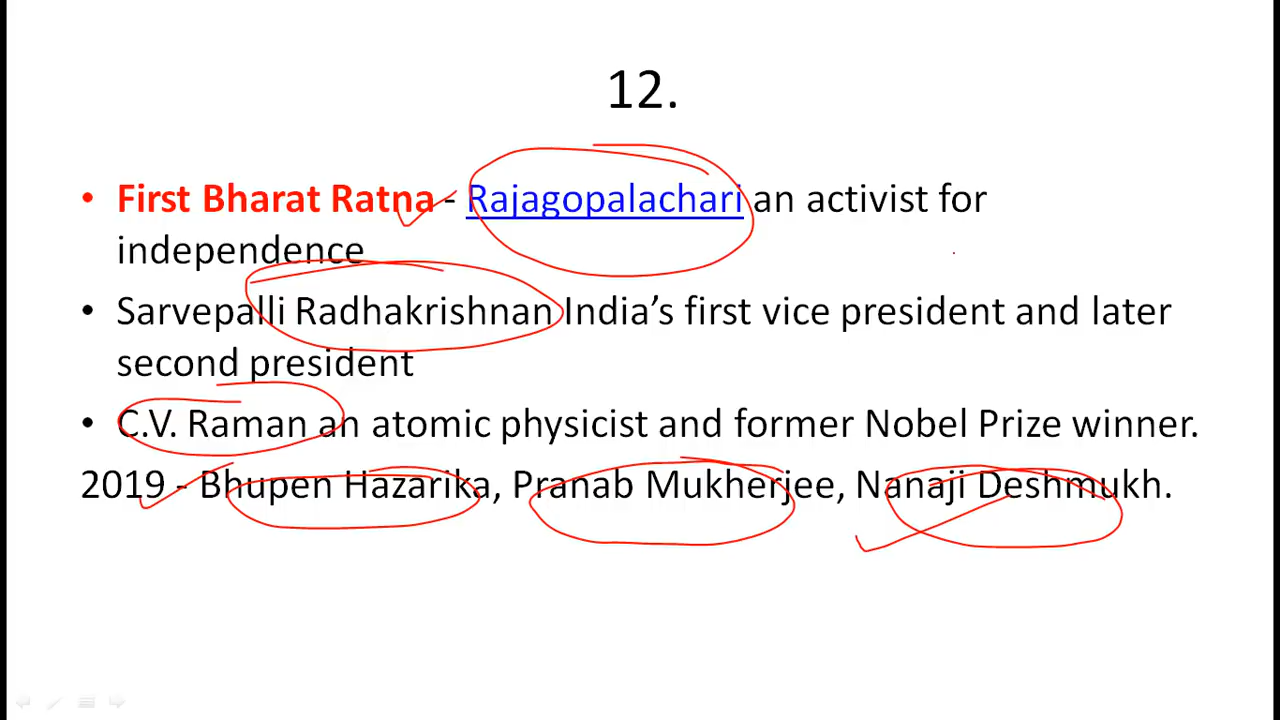 12.
• First Bharat Ratna - Rajagopalachari an activist for
independence
• Sarvepalli Radhakrishnan India’s first vice president and later
second president
• C.V. Raman an atomic physicist and former Nobel Prize winner.
2019 - Bhupen Hazarika, Pranab Mukherjee, Nanaji Deshmukh.